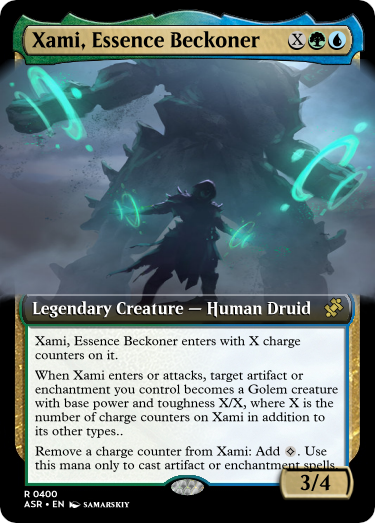 Xami, Essence Beckoner X
Legendary Creature — Human Druid
Xami, Essence Beckoner enters with X charge
counters on it.
When Xami enters or attacks, target artifact or
enchantment you control becomes a Golem creature
with base power and toughness X/X, where X is
the number of charge counters on Xami in addition to
its other types..
Remove a charge counter from Xami: Add . Use
this mana only to cast artifact or enchantment spells.
3/4
R 0400
ASR • EN SAMARSKIY